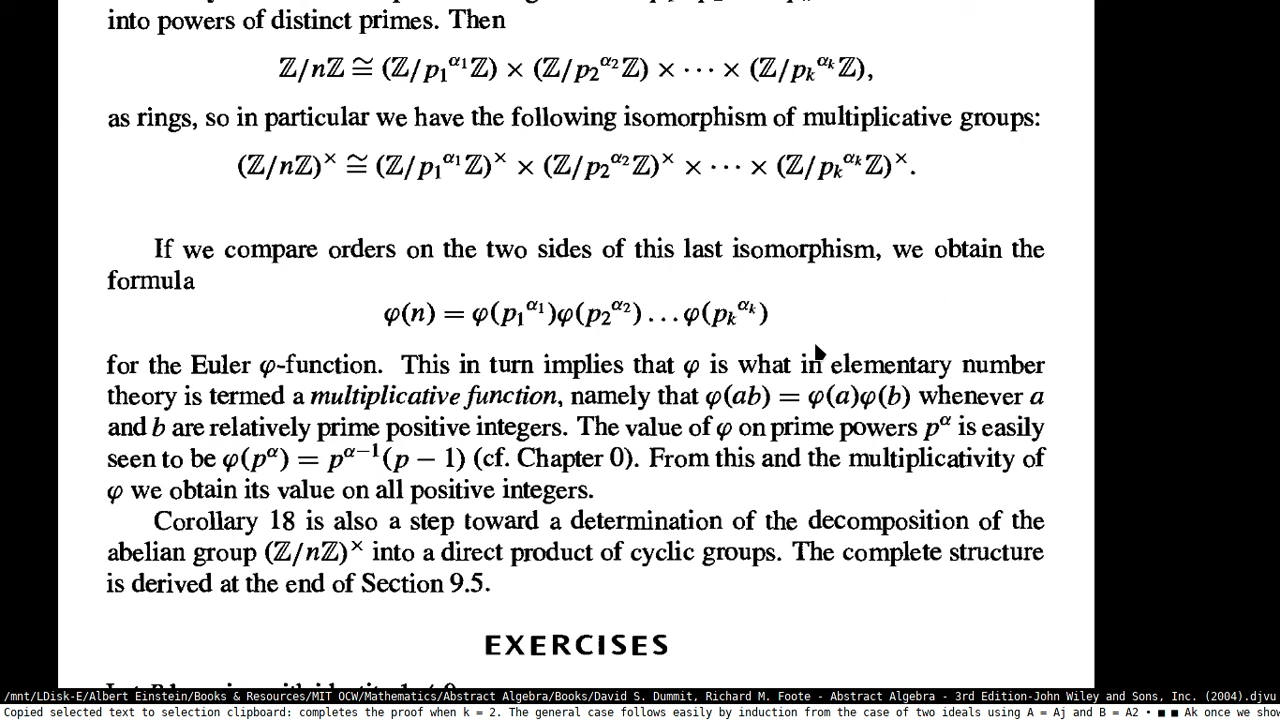 into powers of distinct primes. Then
ℤ/nℤ ≅ (ℤ/p₁^α₁ℤ) × (ℤ/p₂^α₂ℤ) × ⋯ × (ℤ/pₖ^αₖℤ),
as rings, so in particular we have the following isomorphism of multiplicative groups:
(ℤ/nℤ)^× ≅ (ℤ/p₁^α₁ℤ)^× × (ℤ/p₂^α₂ℤ)^× × ⋯ × (ℤ/pₖ^αₖℤ)^×.
If we compare orders on the two sides of this last isomorphism, we obtain the
formula
φ(n) = φ(p₁^α₁)φ(p₂^α₂)...φ(pₖ^αₖ)
for the Euler φ-function. This in turn implies that φ is what in elementary number
theory is termed a multiplicative function, namely that φ(ab) = φ(a)φ(b) whenever a
and b are relatively prime positive integers. The value of φ on prime powers p^α is easily
seen to be φ(p^α) = p^α−1(p − 1) (cf. Chapter 0). From this and the multiplicativity of
φ we obtain its value on all positive integers.
Corollary 18 is also a step toward a determination of the decomposition of the
abelian group (ℤ/nℤ)^× into a direct product of cyclic groups. The complete structure
is derived at the end of Section 9.5.
EXERCISES
/mnt/LDisk-E/Albert Einstein/Books & Resources/MIT OCW/Mathematics/Abstract Algebra/Books/David S. Dummit, Richard M. Foote - Abstract Algebra - 3rd Edition-John Wiley and Sons, Inc. (2004).djvu
Copied selected text to selection clipboard: completes the proof when k = 2. The general case follows easily by induction from the case of two ideals using A = Aj and B = A2 • ■ ■ Ak once we sho